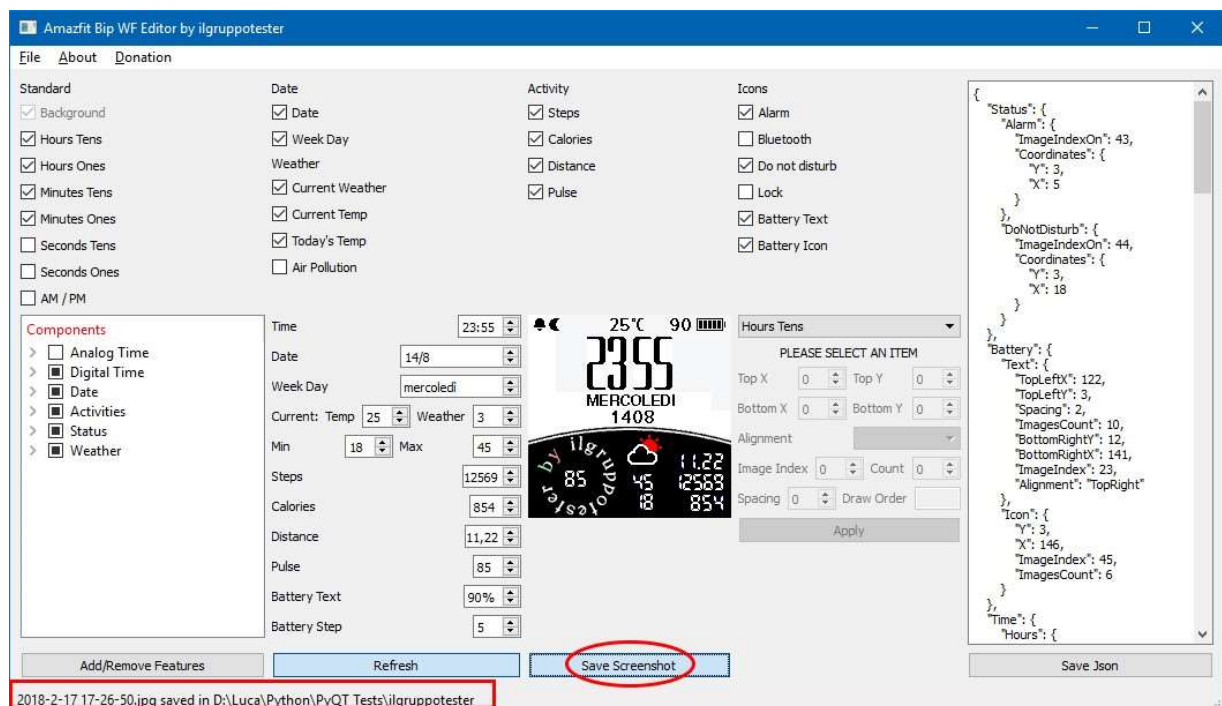 Amazfit Bip WF Editor by ilgruppotester
File About Donation
Standard
Background
Hours Tens
Hours Ones
Minutes Tens
Minutes Ones
Seconds Tens
Seconds Ones
AM / PM
Date
Date
Week Day
Weather
Current Weather
Current Temp
Today's Temp
Air Pollution
Activity
Steps
Calories
Distance
Pulse
Icons
Alarm
Bluetooth
Do not disturb
Lock
Battery Text
Battery Icon
Components
Analog Time
Digital Time
Date
Activities
Status
Weather
Time 23:55
Date 14/8
Week Day mercoledì
Current: Temp 25 Weather 3
Min 18 Max 45
Steps 12569
Calories 854
Distance 11,22
Pulse 85
Battery Text 90%
Battery Step 5
25°C 90
2355
MERCOLEDI
1408
by ilgruppotester
85
45
18
11.22
12569
854
Hours Tens
PLEASE SELECT AN ITEM
Top X 0 Top Y 0
Bottom X 0 Bottom Y 0
Alignment
Image Index 0 Count 0
Spacing 0 Draw Order
Apply
{
"Status": {
"Alarm": {
"ImageIndexOn": 43,
"Coordinates": {
"Y": 3,
"X": 5
}
},
"DoNotDisturb": {
"ImageIndexOn": 44,
"Coordinates": {
"Y": 3,
"X": 18
}
}
},
"Battery": {
"Text": {
"TopLeftX": 122,
"TopLeftY": 3,
"Spacing": 2,
"ImagesCount": 10,
"BottomRightY": 12,
"BottomRightX": 141,
"ImageIndex": 23,
"Alignment": "TopRight"
},
"Icon": {
"Y": 3,
"X": 146,
"ImageIndex": 45,
"ImagesCount": 6
}
},
"Time": {
"Hours": {
Add/Remove Features
Refresh
Save Screenshot
Save Json
2018-2-17 17-26-50.jpg saved in D:\Luca\Python\PyQT Tests\ilgruppotester